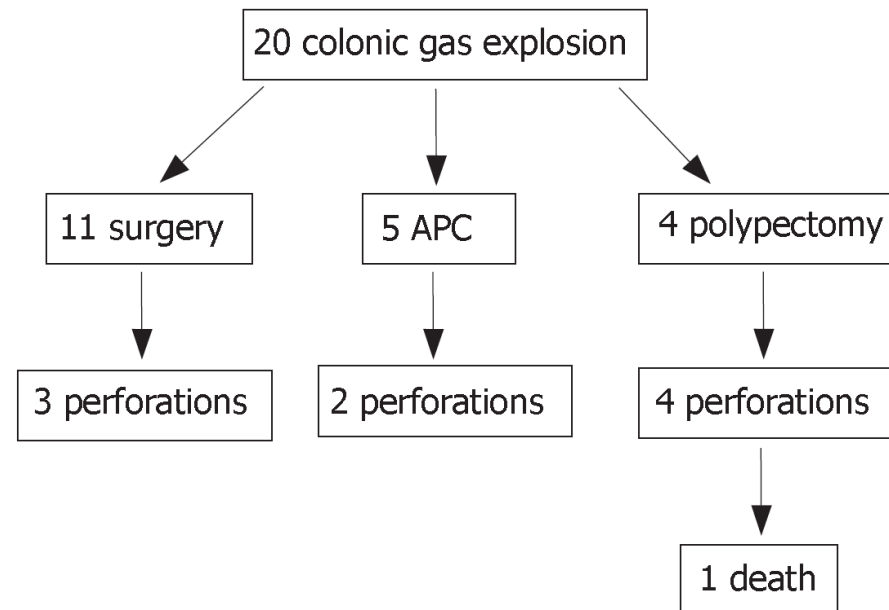 20 colonic gas explosion
11 surgery
5 APC
4 polypectomy
3 perforations
2 perforations
4 perforations
1 death